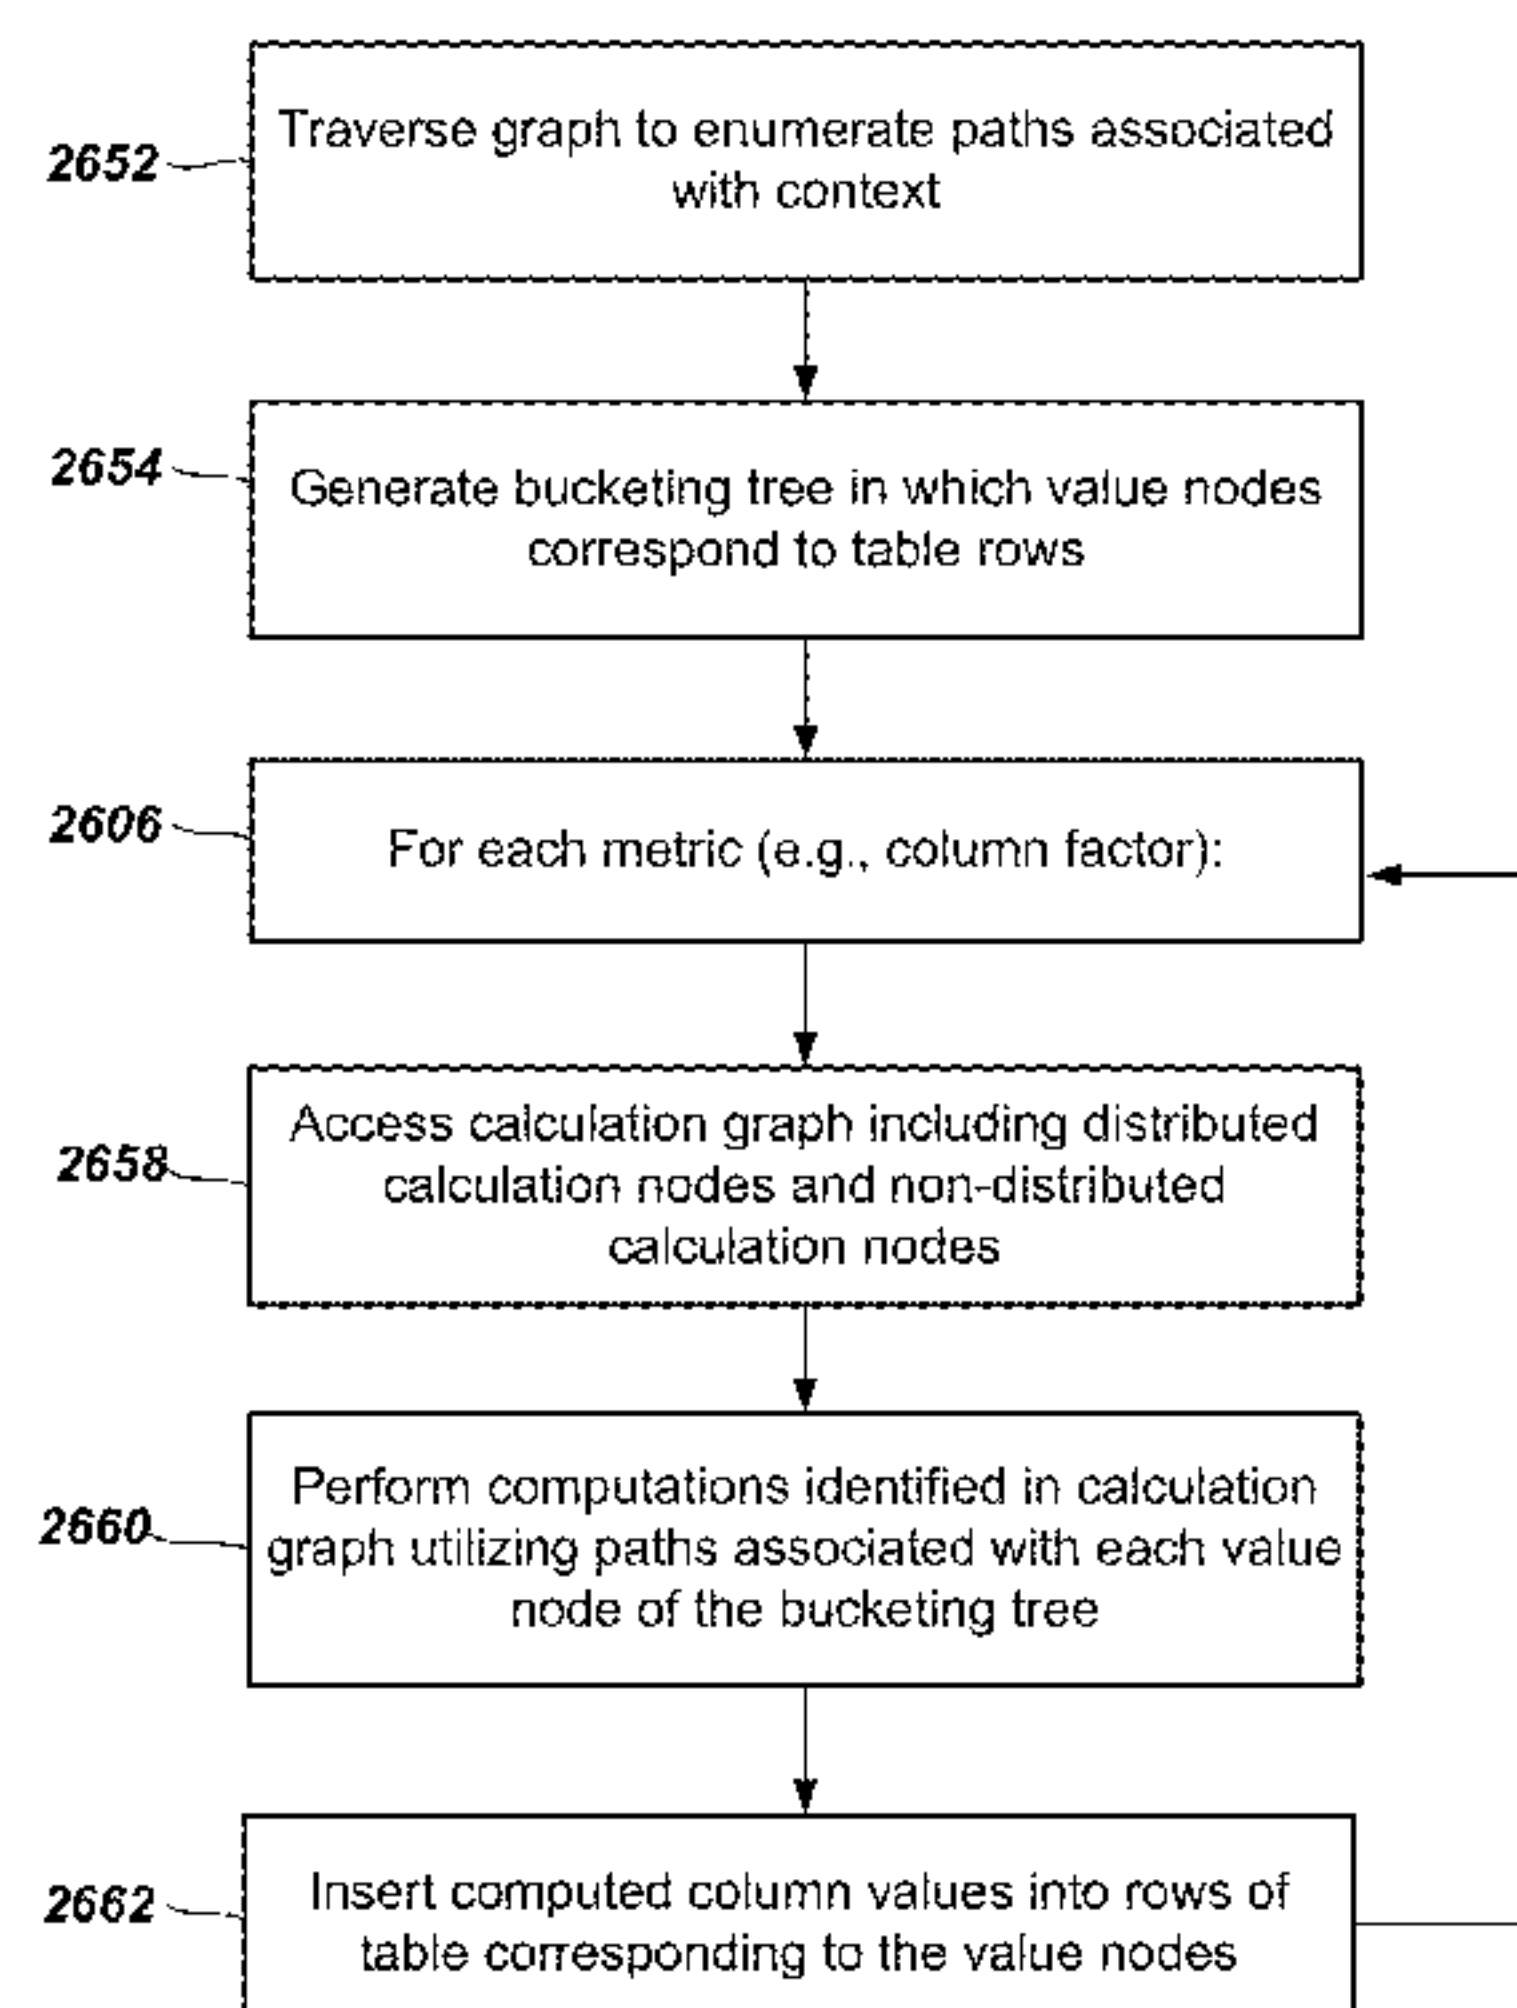 2652
Traverse graph to enumerate paths associated
with context
2654
Generate bucketing tree in which value nodes
correspond to table rows
2606
For each metric (e.g., column factor):
2658
Access calculation graph including distributed
calculation nodes and non-distributed
calculation nodes
2660
Perform computations identified in calculation
graph utilizing paths associated with each value
node of the bucketing tree
2662
Insert computed column values into rows of
table corresponding to the value nodes